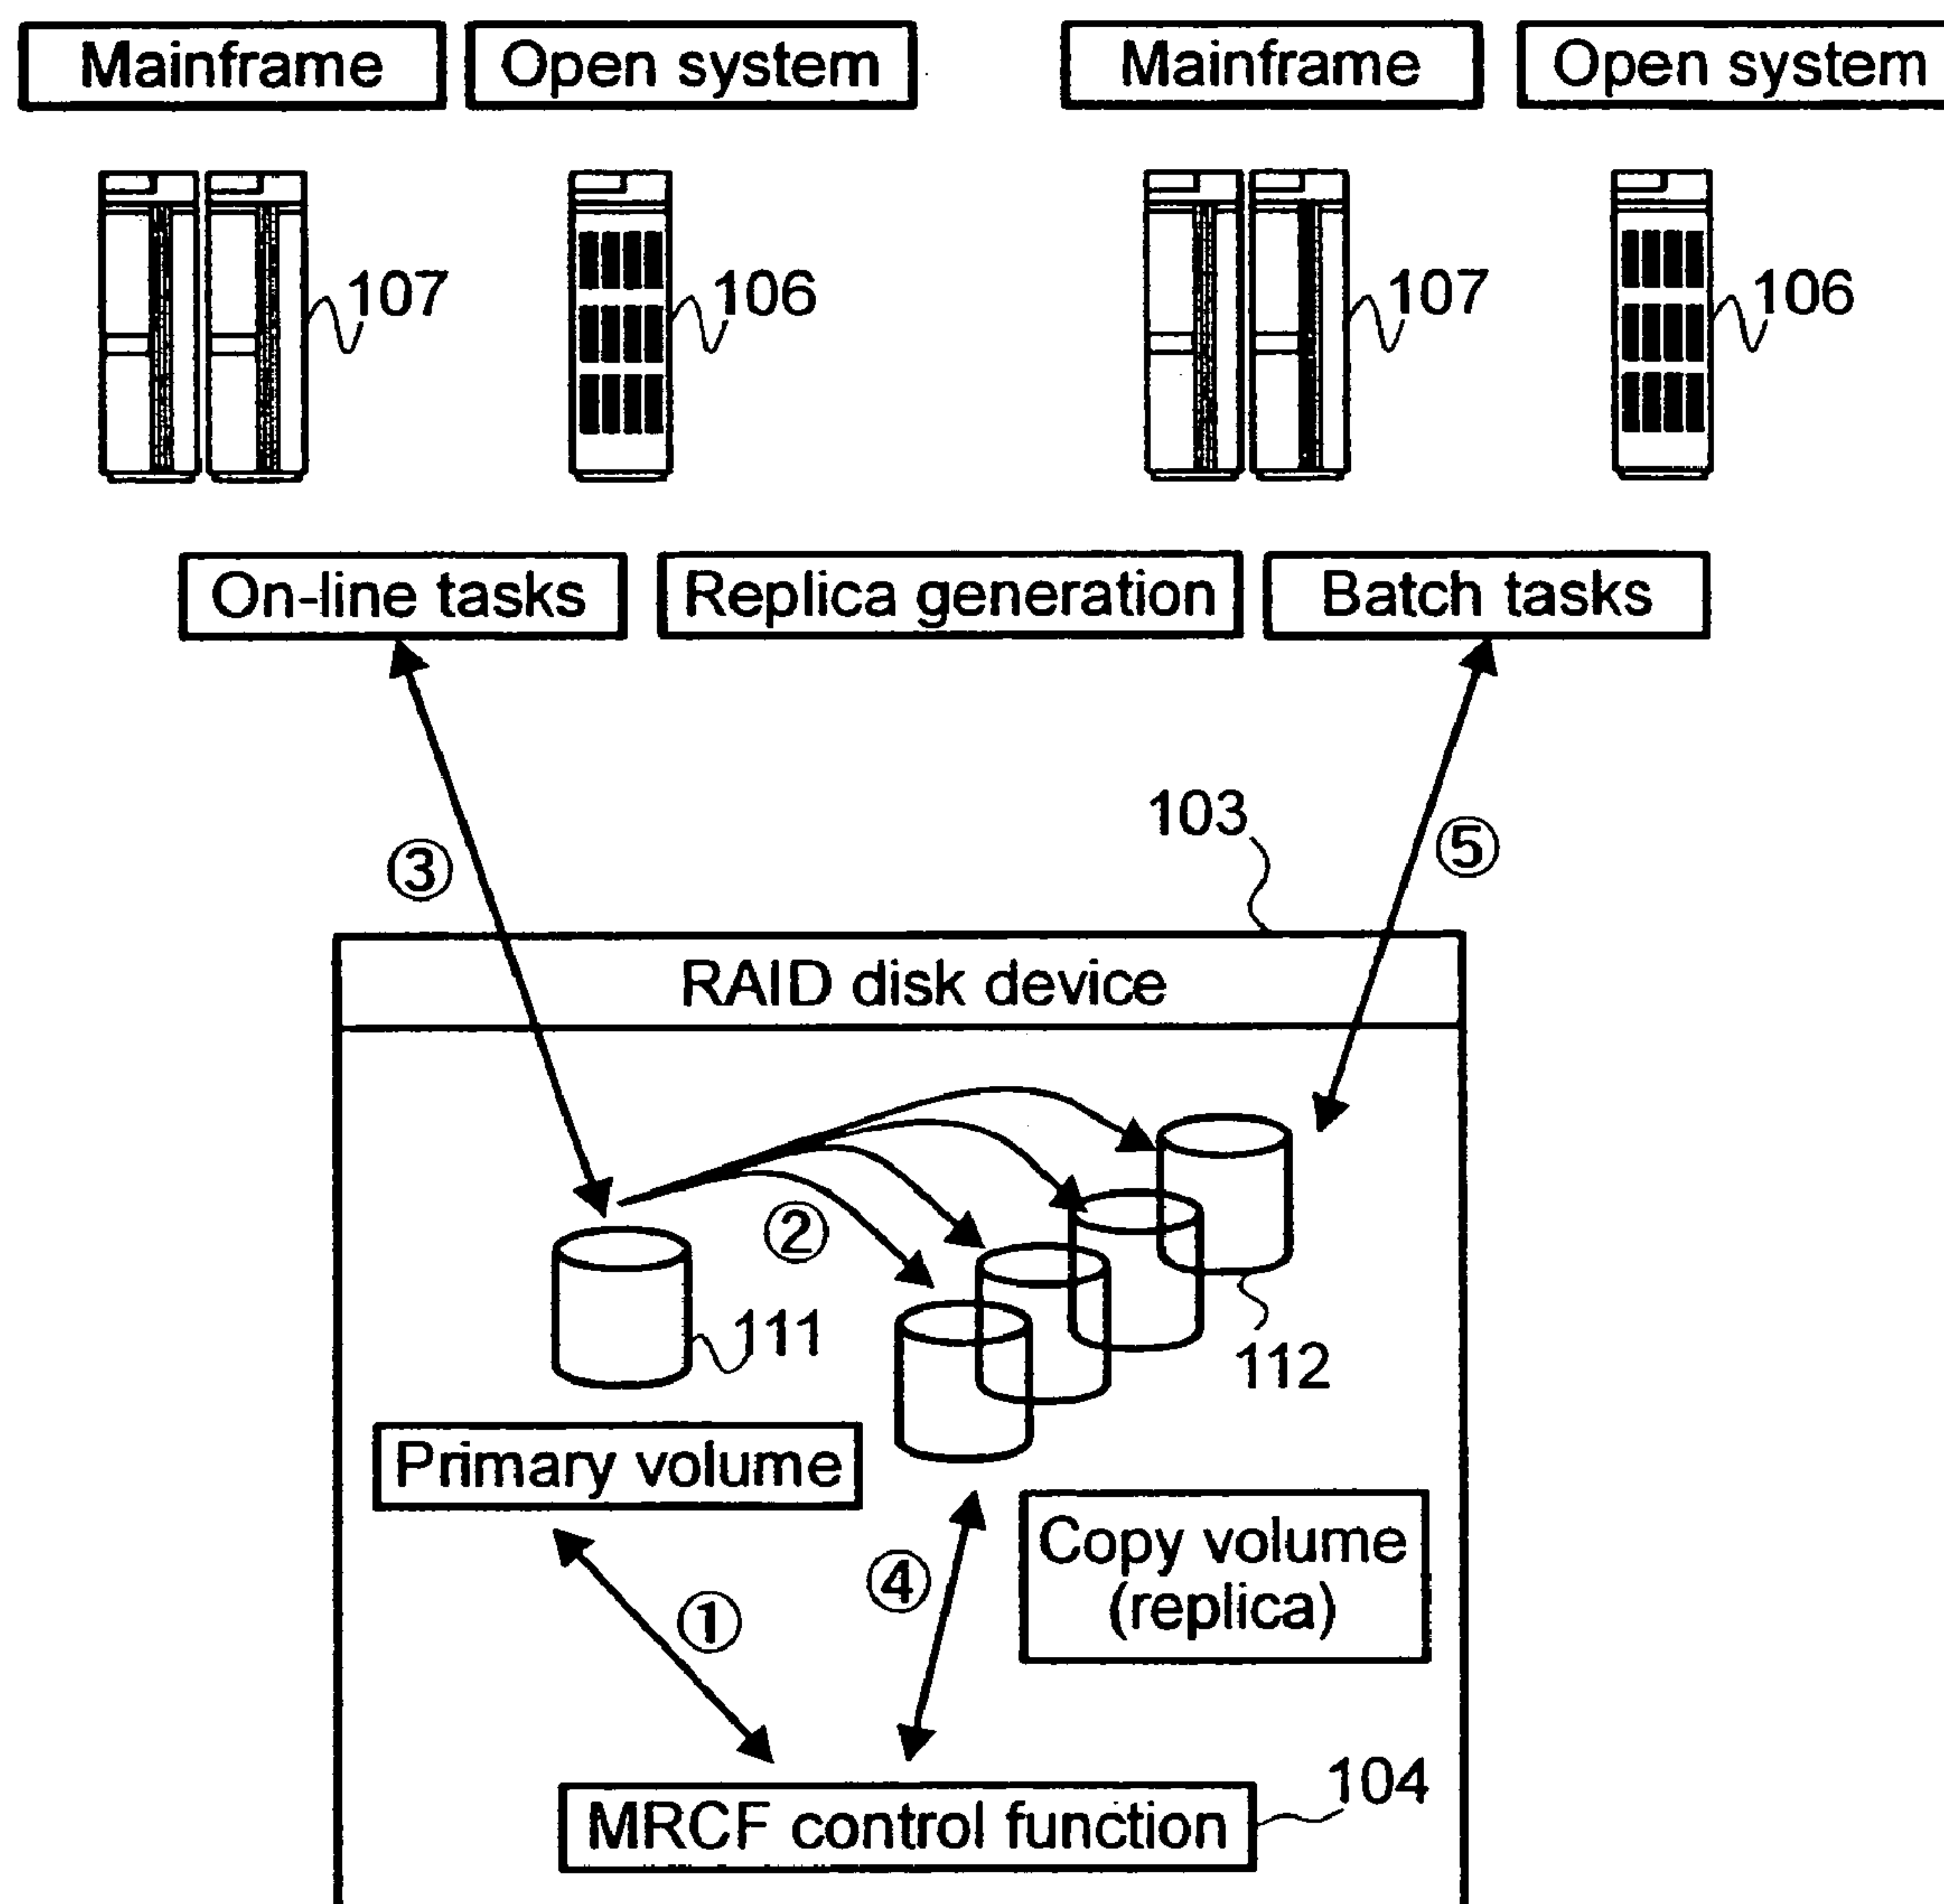 Mainframe
Open system
Mainframe
Open system
107
106
107
106
On-line tasks
Replica generation
Batch tasks
103
③
⑤
RAID disk device
②
111
112
Primary volume
Copy volume
(replica)
④
①
104
MRCF control function